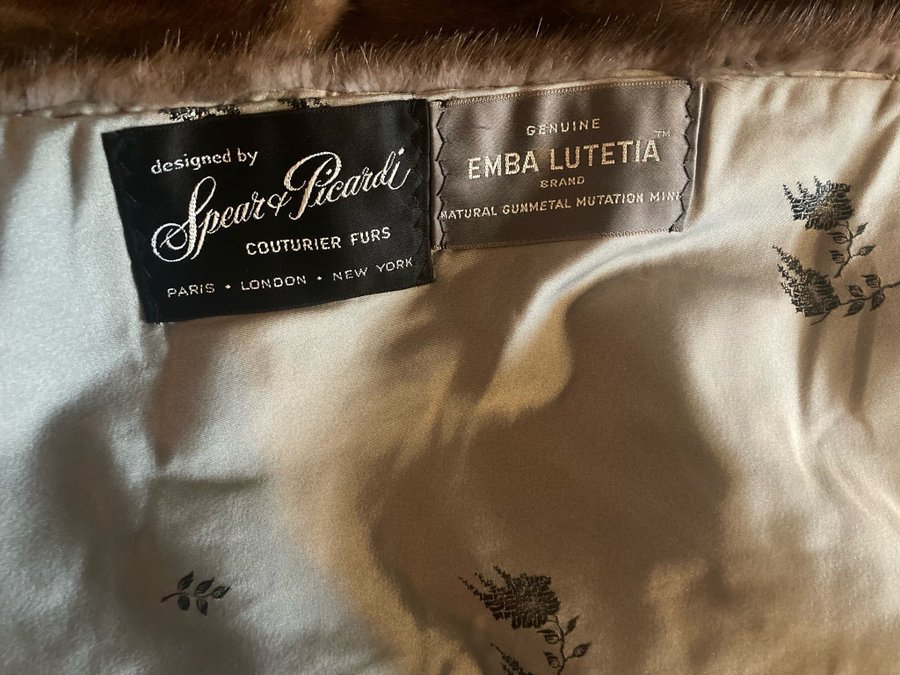 designed by
Spear & Picardi
COUTURIER FURS
PARIS • LONDON • NEW YORK
GENUINE
EMBA LUTETIA™
BRAND
NATURAL GUNMETAL MUTATION MINK